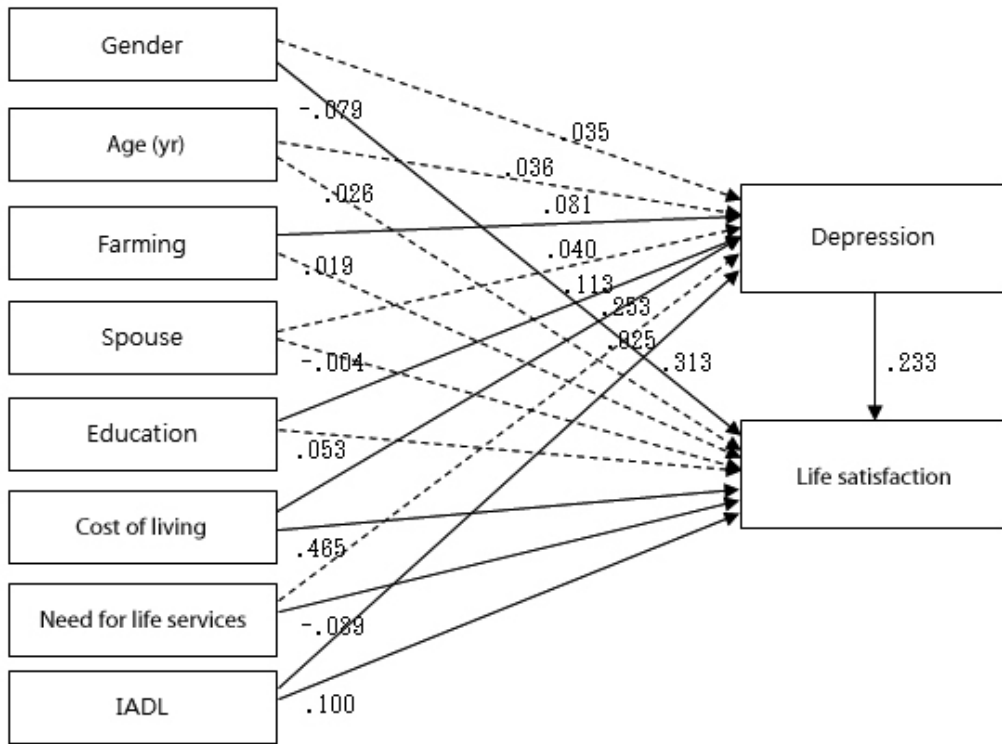 Gender
-.079
.035
Age (yr)
.036
.026
.081
Depression
Farming
.040
.019
.113
.253
Spouse
.025
-.004
.313
.233
Education
.053
Life satisfaction
Cost of living
.465
Need for life services
-.089
IADL
.100